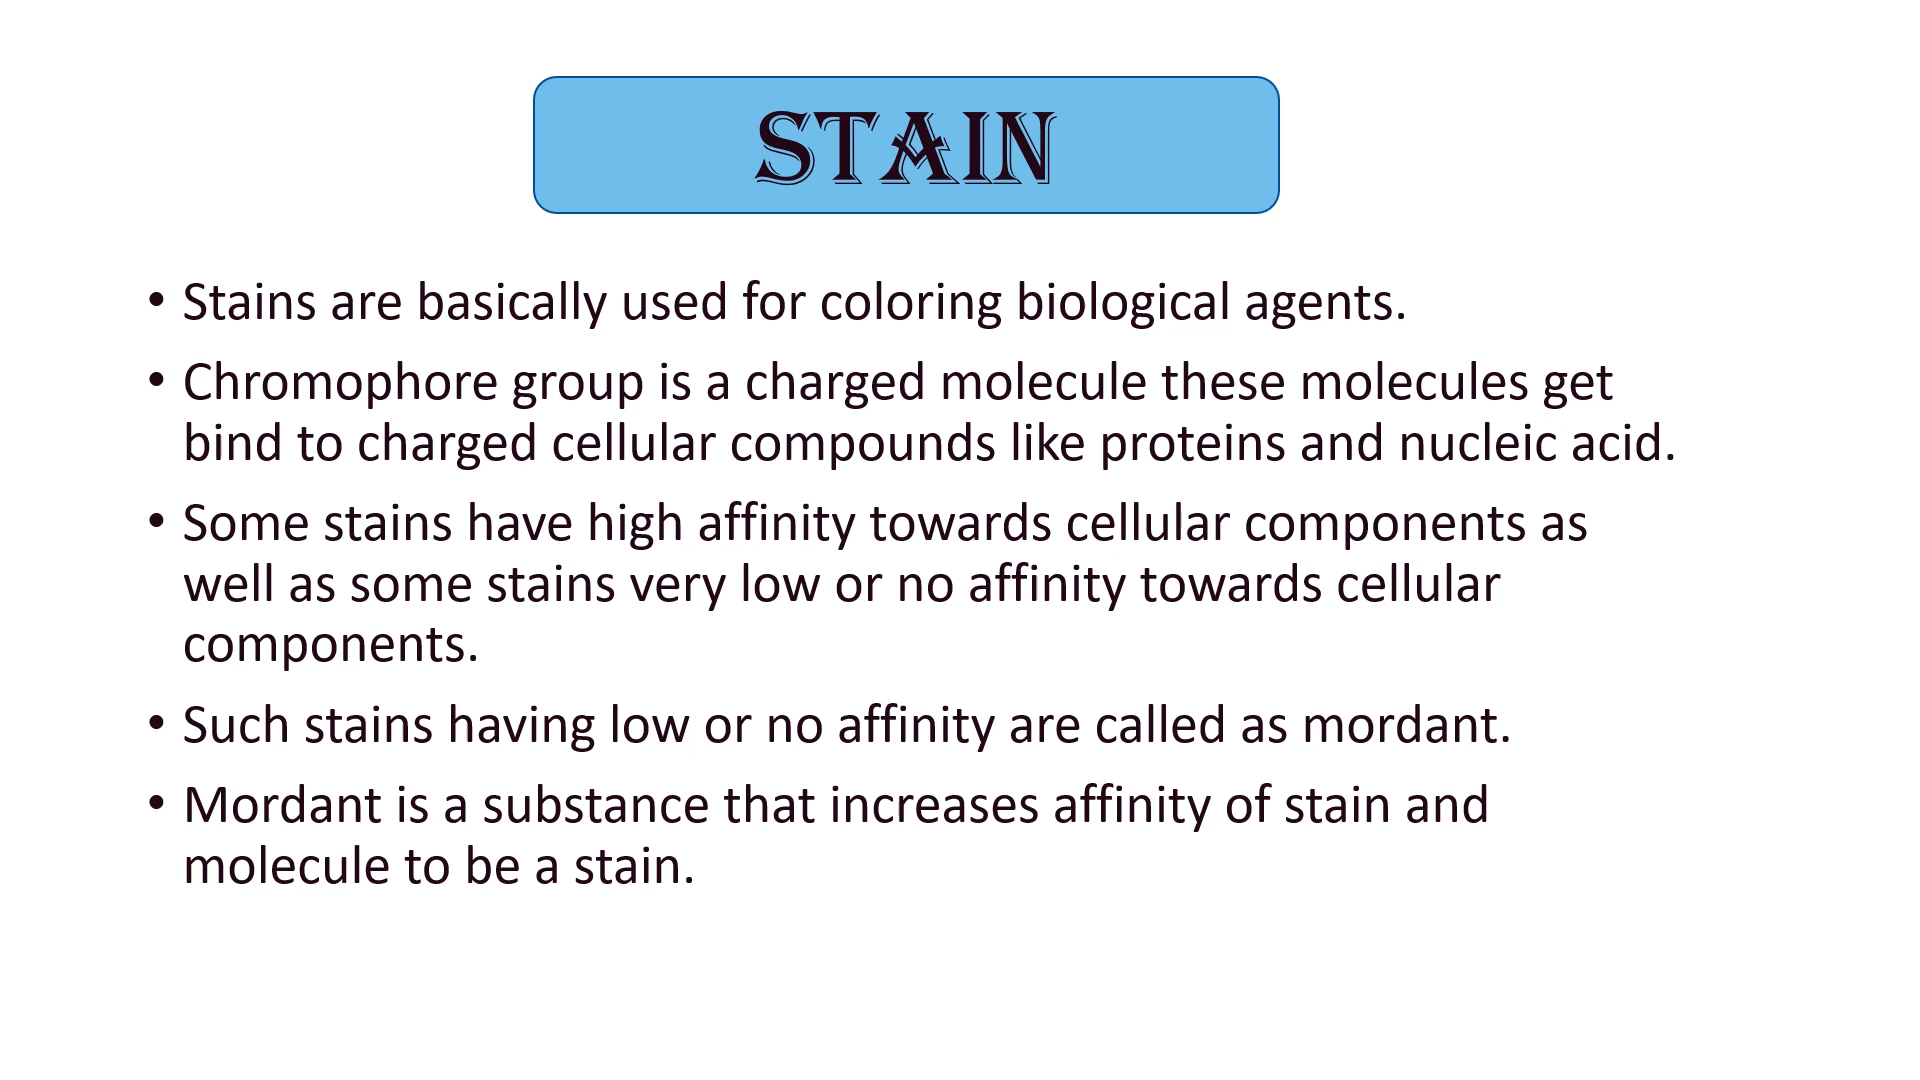 STAIN
• Stains are basically used for coloring biological agents.
• Chromophore group is a charged molecule these molecules get
bind to charged cellular compounds like proteins and nucleic acid.
• Some stains have high affinity towards cellular components as
well as some stains very low or no affinity towards cellular
components.
• Such stains having low or no affinity are called as mordant.
• Mordant is a substance that increases affinity of stain and
molecule to be a stain.